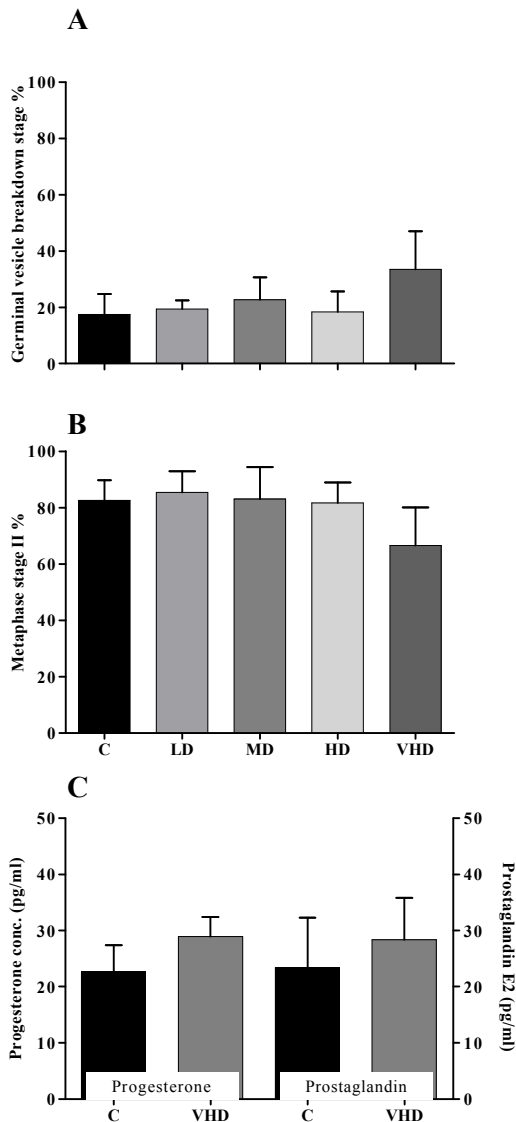 A
Germinal vesicle breakdown stage %
100
80
60
40
20
0
B
Metaphase stage II %
100
80
60
40
20
0
C LD MD HD VHD
C
Progesterone conc. (pg/ml)
50
40
30
20
10
0
Progesterone Prostaglandin
C VHD C VHD
50
40
30
20
10
0
Prostaglandin E2
(pg/ml)